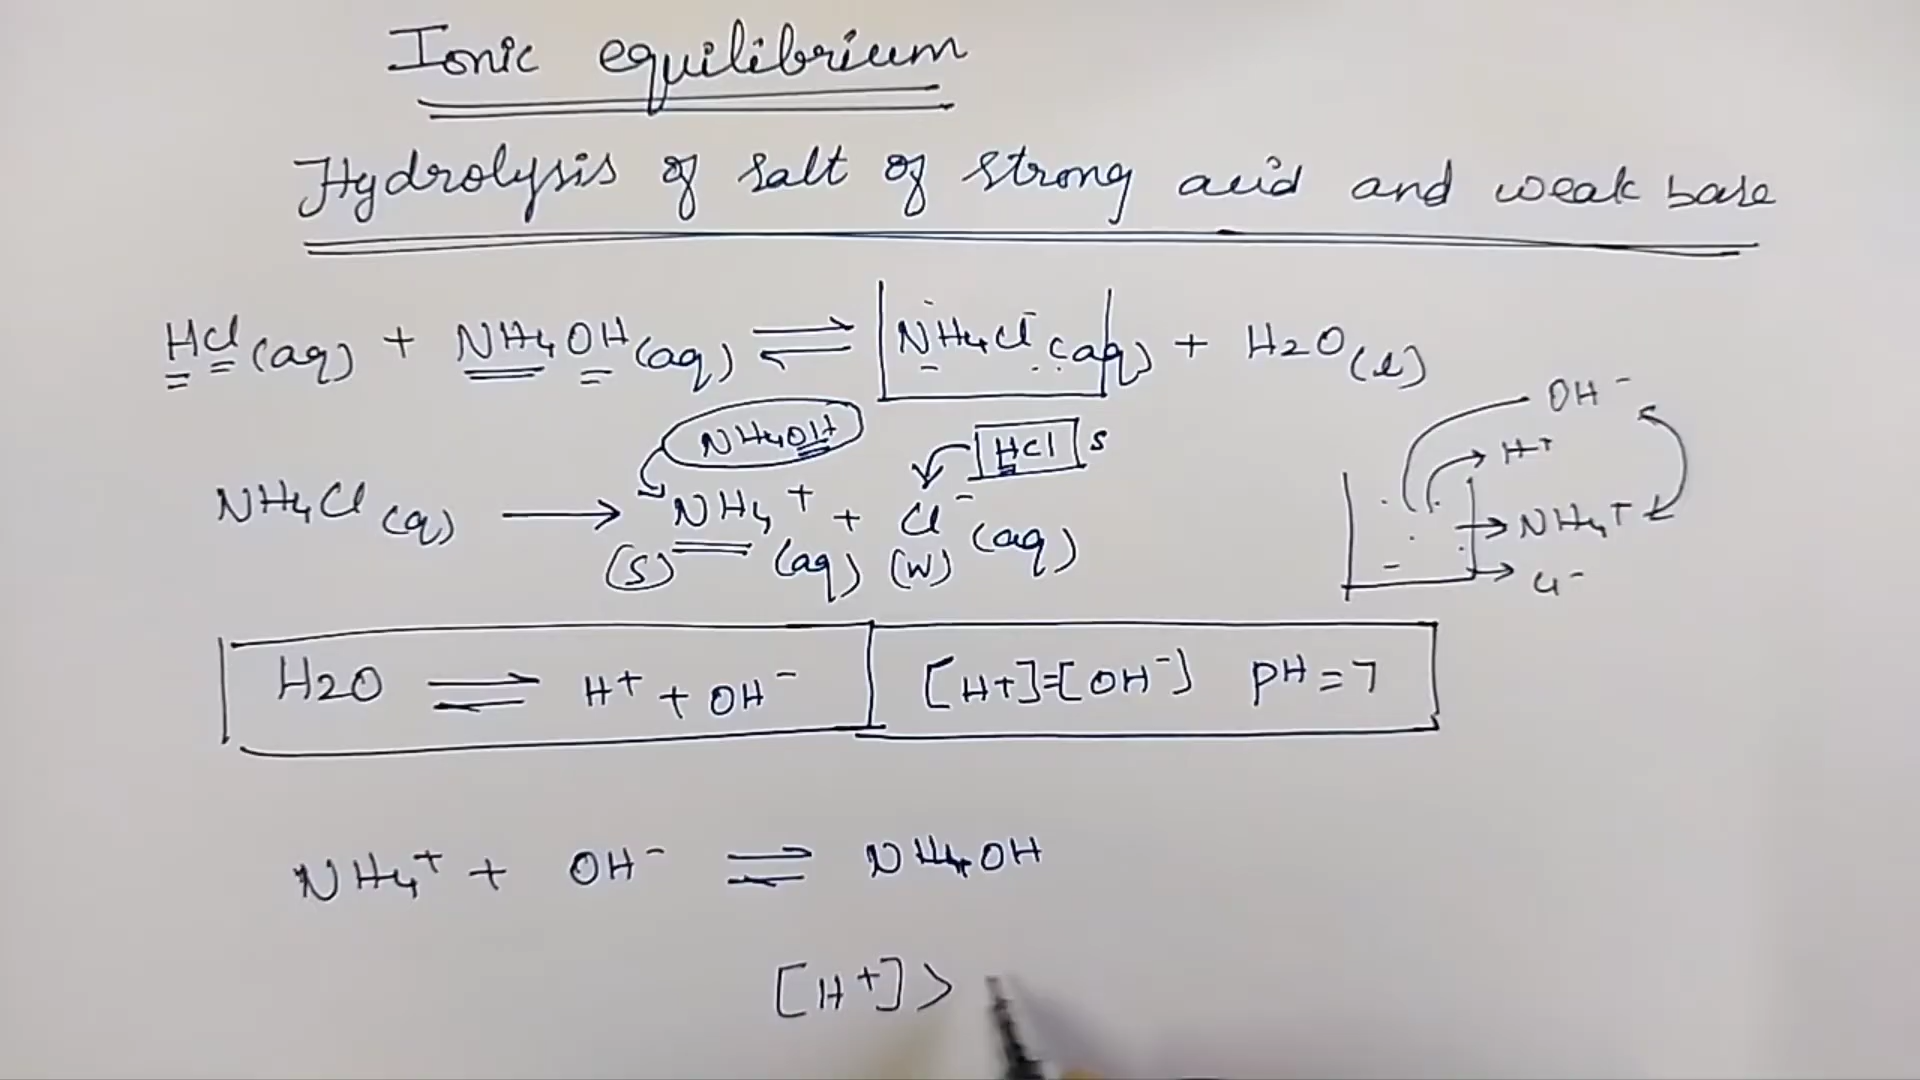 Ionic equilibrium
Hydrolysis of salt of strong acid and weak base
HCl (aq) + NH4OH (aq) ⇌ NH4Cl (aq) + H2O (l)
NH4OH HCl s
NH4Cl (aq) → NH4+ (aq) + Cl- (aq)
(S) (W)
OH-
H+
NH4+
Cl-
H2O ⇌ H+ + OH- [H+]=[OH-] pH = 7
NH4+ + OH- ⇌ NH4OH
[H+] >